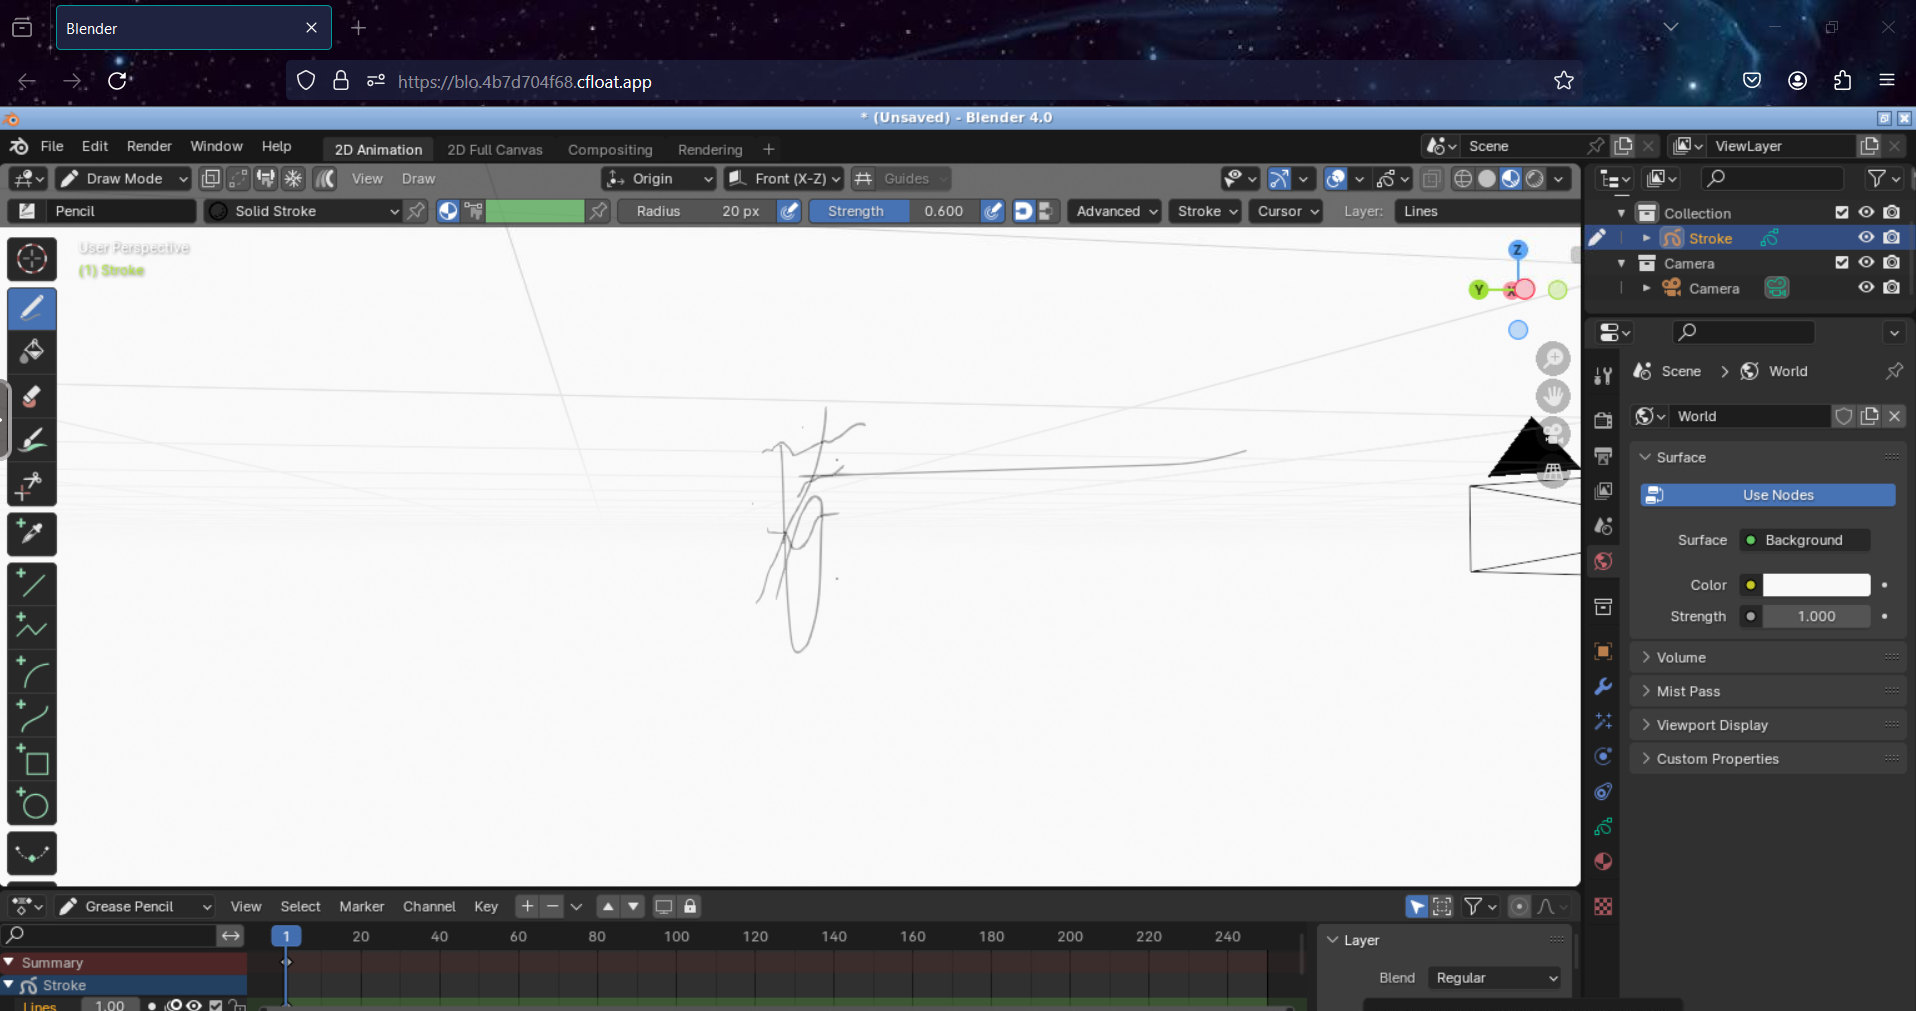 Blender
https://blo.4b7d704f68.cfloat.app
* (Unsaved) - Blender 4.0
File Edit Render Window Help 2D Animation 2D Full Canvas Compositing Rendering Scene ViewLayer
Draw Mode View Draw Origin Front (X-Z) Guides
Pencil Solid Stroke Radius 20 px Strength 0.600 Advanced Stroke Cursor Layer: Lines
User Perspective
(1) Stroke
Z
Y X
Collection
Stroke
Camera
Camera
Scene World
World
Surface
Use Nodes
Surface Background
Color
Strength 1.000
Volume
Mist Pass
Viewport Display
Custom Properties
Grease Pencil View Select Marker Channel Key
1 20 40 60 80 100 120 140 160 180 200 220 240
Summary
Stroke
Lines 1.00
Layer
Blend Regular